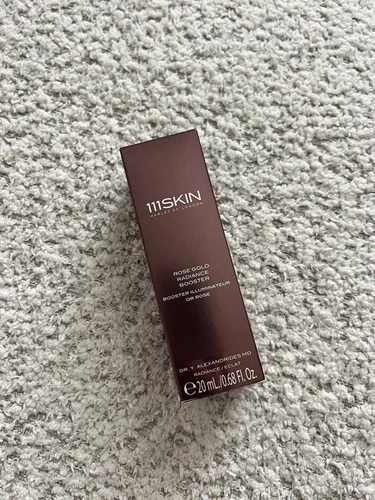 111SKIN
HARLEY ST LONDON
ROSE GOLD
RADIANCE
BOOSTER
BOOSTER ILLUMINATEUR
OR ROSE
DR. Y. ALEXANDRIDES MD
RADIANCE / ECLAT
℮20 mL./0.68 Fl. Oz.